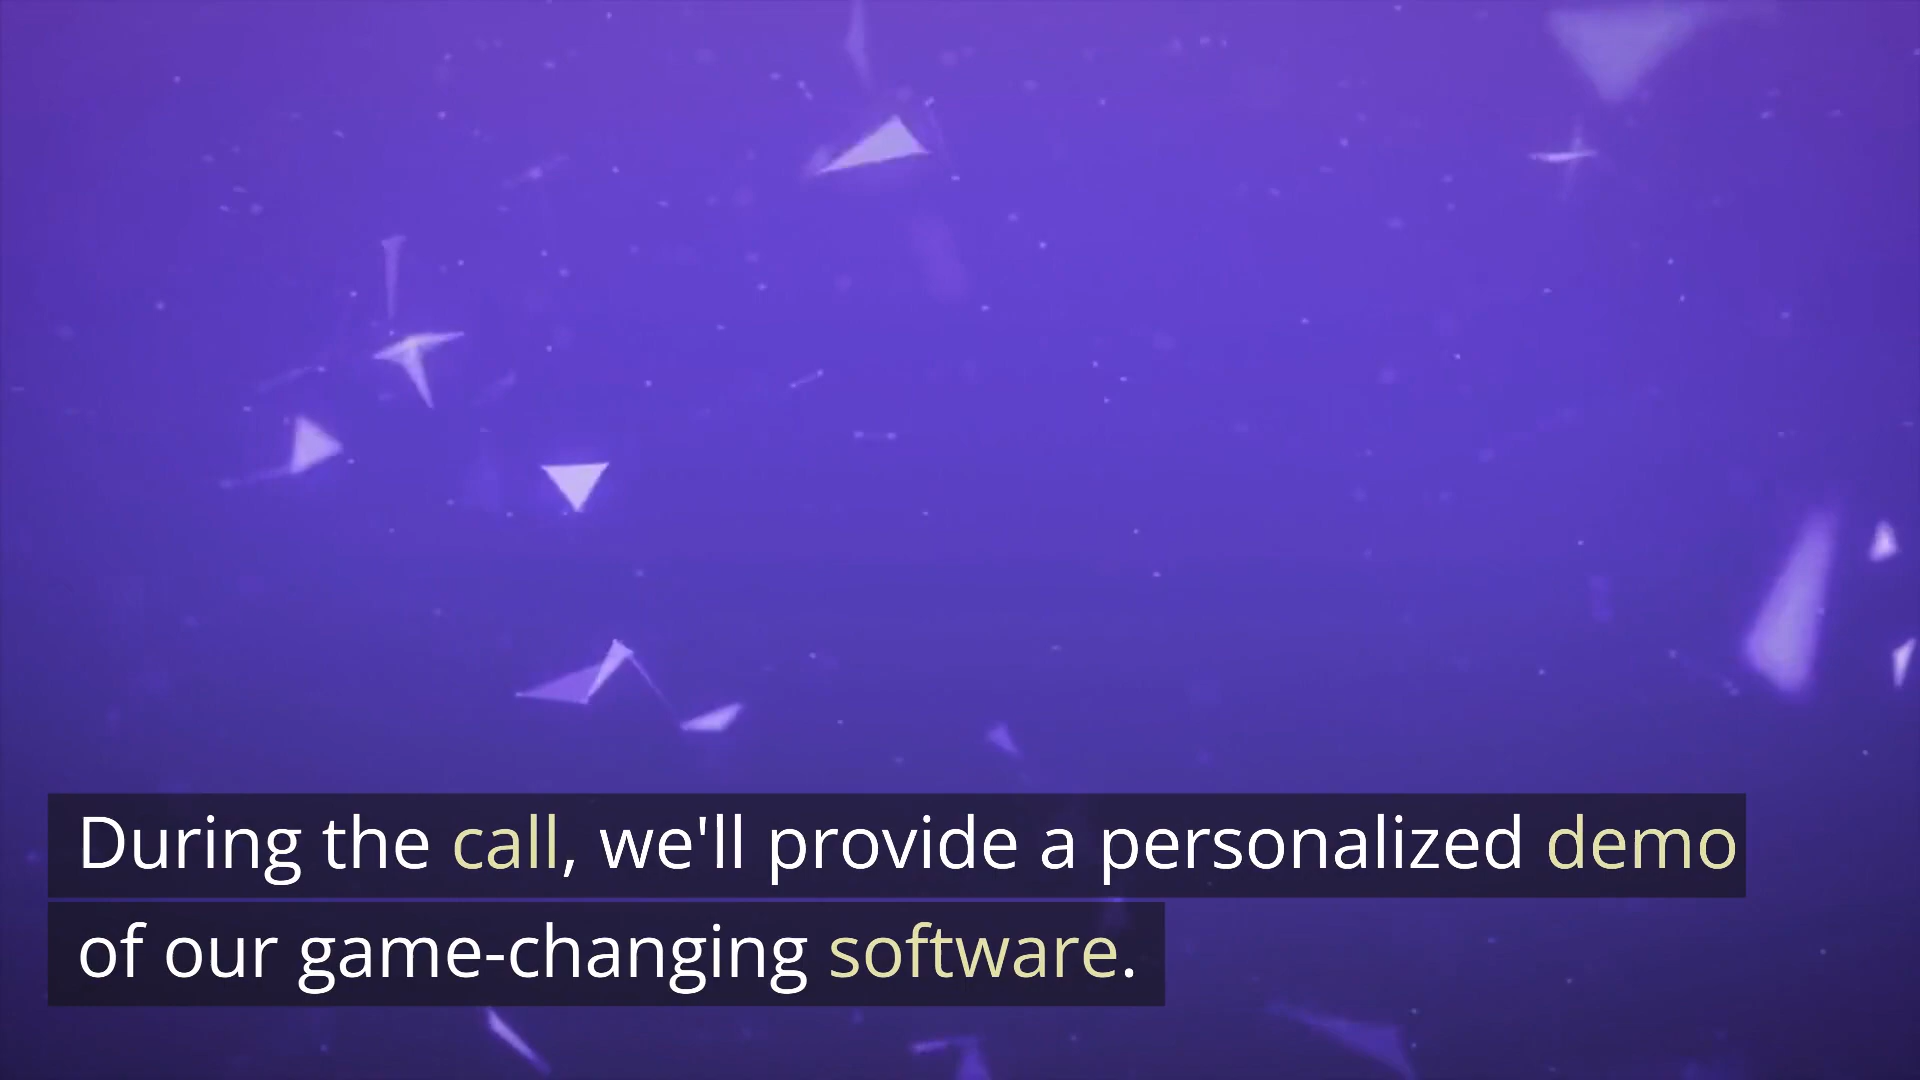 During the call, we'll provide a personalized demo
of our game-changing software.